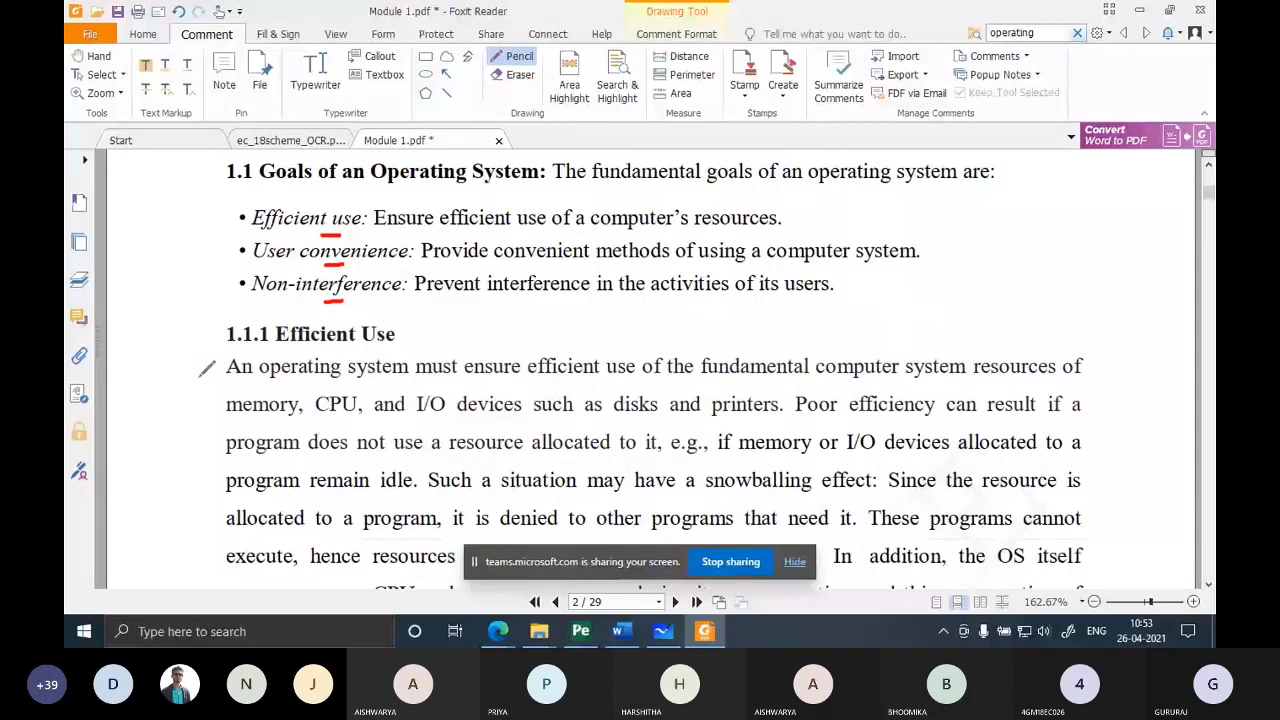 Module 1.pdf * - Foxit Reader
Drawing Tool
File Home Comment Fill & Sign View Form Protect Share Connect Help Comment Format Tell me what you want to do.. operating
Hand
Select
Zoom
Tools
T T T
T T T
Text Markup
Note
File
Typewriter
Callout
Textbox
Typewriter
Pencil
Eraser
Area Highlight
Search & Highlight
Drawing
Distance
Perimeter
Area
Measure
Stamp
Create
Stamps
Summarize Comments
Import
Export
FDF via Email
Comments
Popup Notes
Keep Tool Selected
Manage Comments
Start
ec_18scheme_OCR.p...
Module 1.pdf *
Convert
Word to PDF
1.1 Goals of an Operating System: The fundamental goals of an operating system are:
• Efficient use: Ensure efficient use of a computer's resources.
• User convenience: Provide convenient methods of using a computer system.
• Non-interference: Prevent interference in the activities of its users.
1.1.1 Efficient Use
An operating system must ensure efficient use of the fundamental computer system resources of
memory, CPU, and I/O devices such as disks and printers. Poor efficiency can result if a
program does not use a resource allocated to it, e.g., if memory or I/O devices allocated to a
program remain idle. Such a situation may have a snowballing effect: Since the resource is
allocated to a program, it is denied to other programs that need it. These programs cannot
execute, hence resources In addition, the OS itself
teams.microsoft.com is sharing your screen. Stop sharing Hide
2 / 29
162.67%
Type here to search
Pe
ENG
10:53
26-04-2021
+39 D N J A P H A B 4 G
AISHWARYA PRIYA HARSHITHA AISHWARYA BHOOMIKA 4GM18EC026 GURURAJ